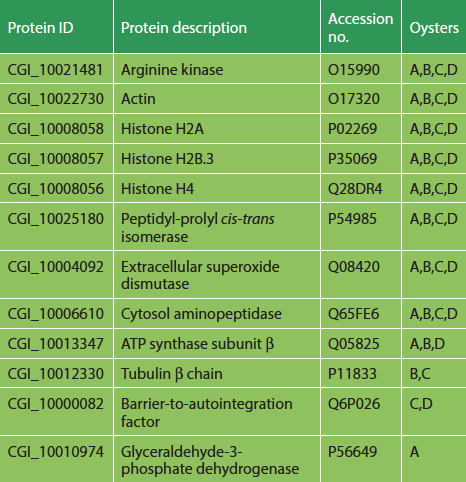 Protein ID Protein description Accession no. Oysters
CGI_10021481 Arginine kinase O15990 A,B,C,D
CGI_10022730 Actin O17320 A,B,C,D
CGI_10008058 Histone H2A P02269 A,B,C,D
CGI_10008057 Histone H2B.3 P35069 A,B,C,D
CGI_10008056 Histone H4 Q28DR4 A,B,C,D
CGI_10025180 Peptidyl-prolyl cis-trans P54985 A,B,C,D
isomerase
CGI_10004092 Extracellular superoxide Q08420 A,B,C,D
dismutase
CGI_10006610 Cytosol aminopeptidase Q65FE6 A,B,C,D
CGI_10013347 ATP synthase subunit β Q05825 A,B,D
CGI_10012330 Tubulin β chain P11833 B,C
CGI_10000082 Barrier-to-autointegration Q6P026 C,D
factor
CGI_10010974 Glyceraldehyde-3- P56649 A
phosphate dehydrogenase